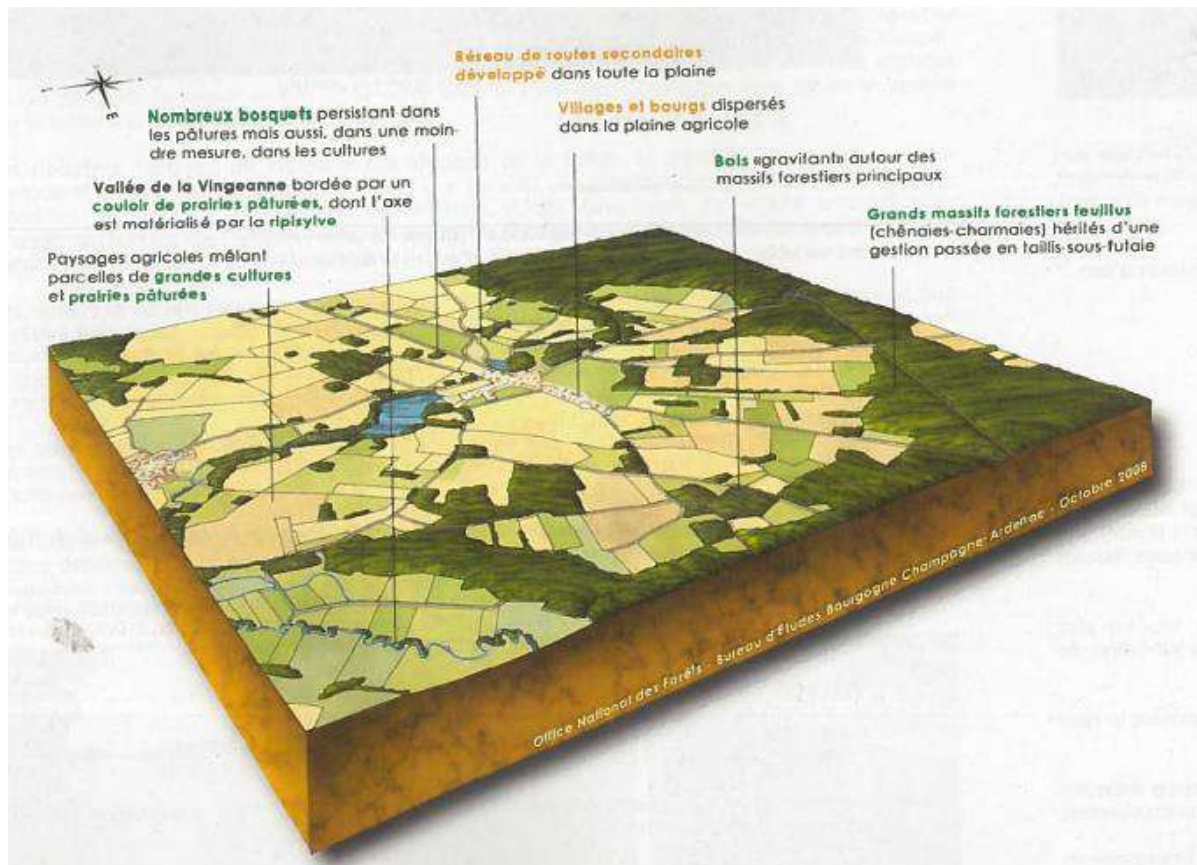 Réseau de routes secondaires
développé dans toute la plaine
Nombreux bosquets persistant dans
les pâtures mais aussi, dans une moin-
dre mesure, dans les cultures
Villages et bourgs dispersés
dans la plaine agricole
Bois «gravitant» autour des
massifs forestiers principaux
Vallée de la Vingeanne bordée par un
couloir de prairies pâturées, dont l'axe
est matérialisé par la ripisylve
Grands massifs forestiers feuillus
(chênaies-charmaies) hérités d'une
gestion passée en taillis-sous-futaie
Paysages agricoles mêlant
parcelles de grandes cultures
et prairies pâturées
Office National des Forêts - Bureau d'Études Bourgogne Champagne-Ardenne - Octobre 2008